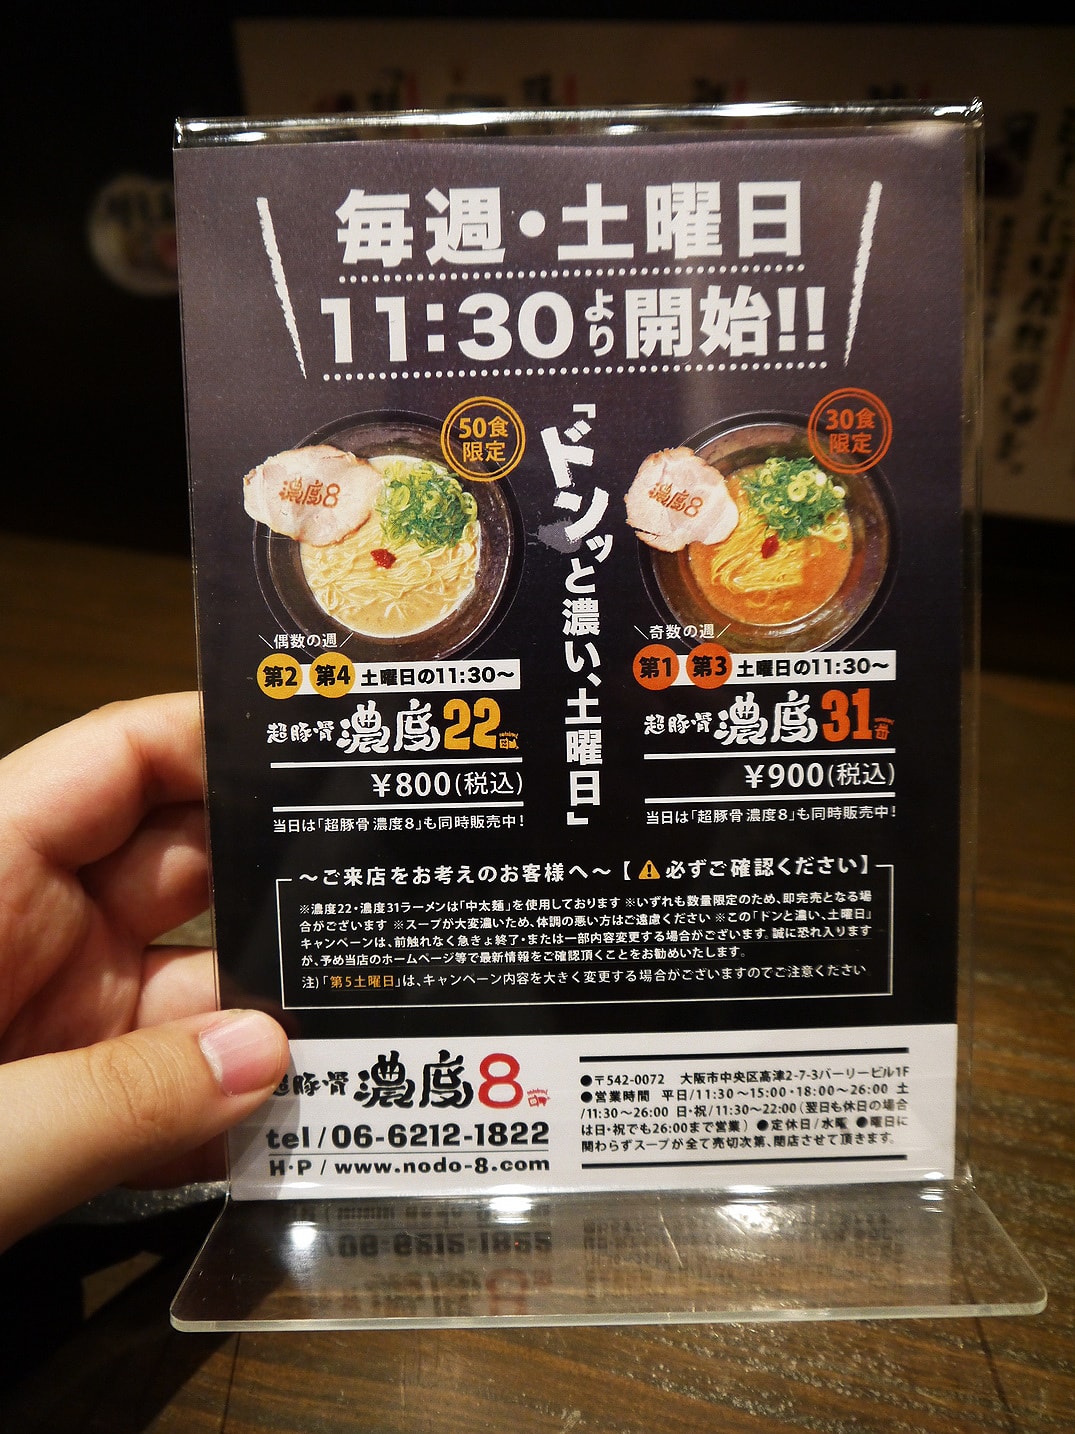 毎週・土曜日
11:30より開始!!
「ドンッと濃い、土曜日」
50食
限定
濃度8
＼偶数の週／
第2 第4 土曜日の11:30〜
超豚骨 濃度22
￥800(税込)
当日は「超豚骨 濃度8」も同時販売中!
30食
限定
濃度8
＼奇数の週／
第1 第3 土曜日の11:30〜
超豚骨 濃度31
￥900(税込)
当日は「超豚骨 濃度8」も同時販売中!
〜ご来店をお考えのお客様へ〜【⚠必ずご確認ください】
※濃度22・濃度31ラーメンは「中太麺」を使用しております ※いずれも数量限定のため、即完売となる場
合がございます ※スープが大変濃いため、体調の悪い方はご遠慮ください ※この「ドンと濃い、土曜日」
キャンペーンは、前触れなく急きょ終了・または一部内容変更する場合がございます。誠に恐れ入ります
が、予め当店のホームページ等で最新情報をご確認頂くことをお勧めいたします。
注)「第5土曜日」は、キャンペーン内容を大きく変更する場合がございますのでご注意ください
超豚骨 濃度8
tel/06-6212-1822
H・P/www.nodo-8.com
●〒542-0072 大阪市中央区高津2-7-3バーリービル1F
●営業時間 平日/11:30〜15:00・18:00〜26:00 土
/11:30〜26:00 日・祝/11:30〜22:00(翌日も休日の場合
は日・祝でも26:00まで営業) ●定休日/水曜 ●曜日に
関わらずスープが全て売切次第、閉店させて頂きます。